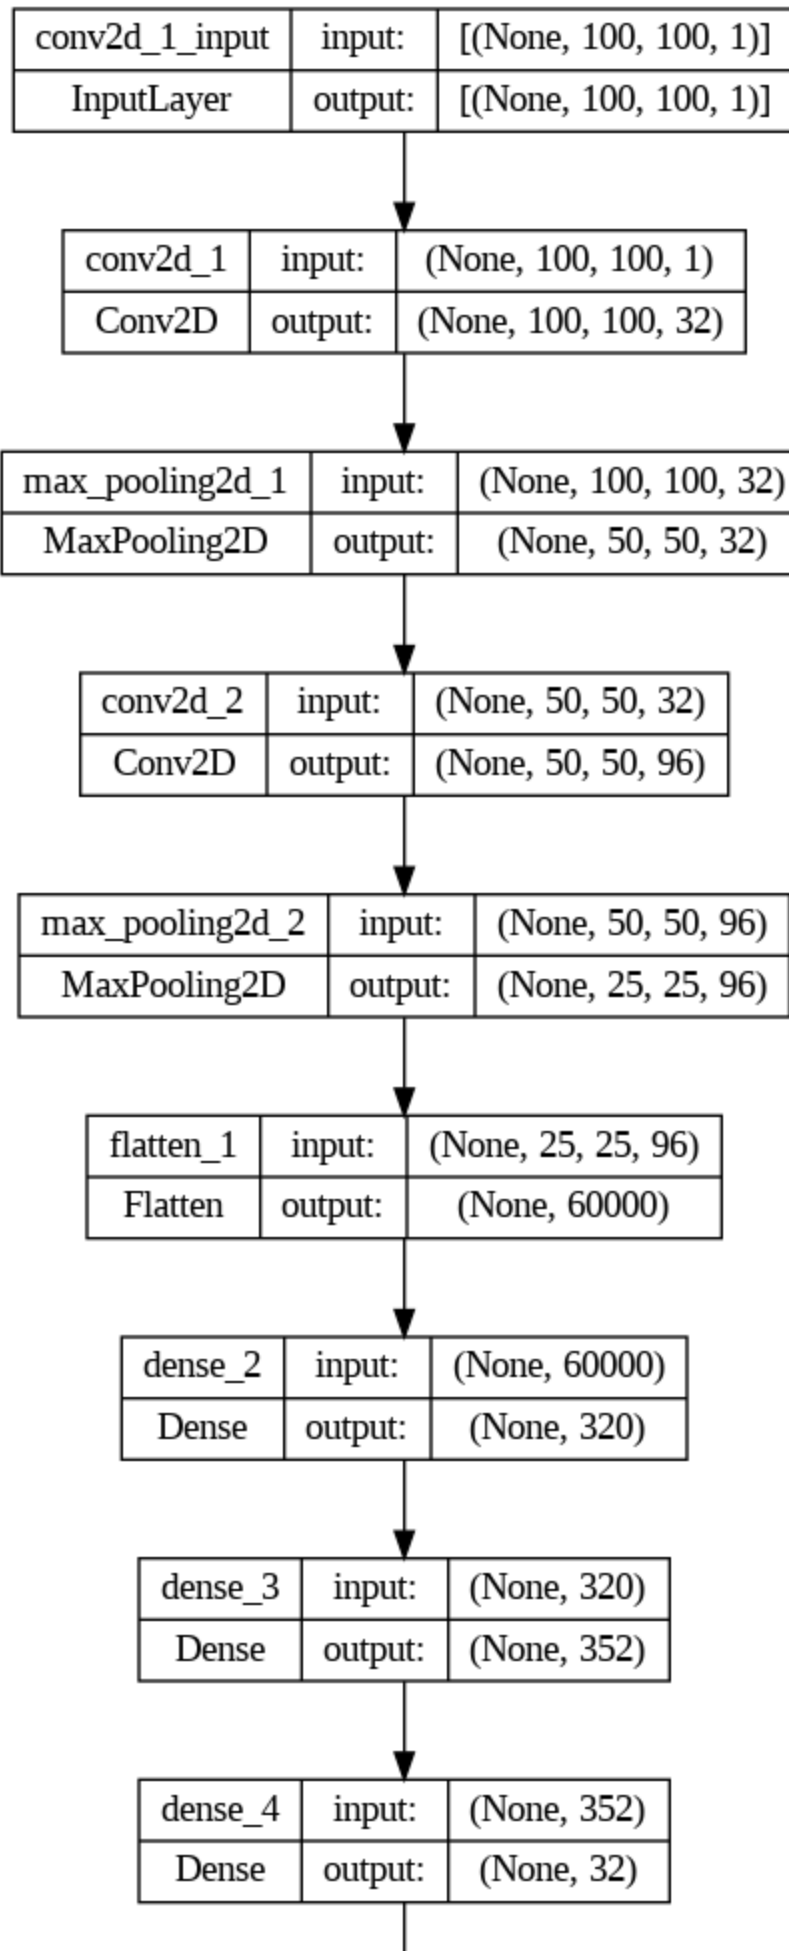 conv2d_1_input input: [(None, 100, 100, 1)]
InputLayer output: [(None, 100, 100, 1)]
conv2d_1 input: (None, 100, 100, 1)
Conv2D output: (None, 100, 100, 32)
max_pooling2d_1 input: (None, 100, 100, 32)
MaxPooling2D output: (None, 50, 50, 32)
conv2d_2 input: (None, 50, 50, 32)
Conv2D output: (None, 50, 50, 96)
max_pooling2d_2 input: (None, 50, 50, 96)
MaxPooling2D output: (None, 25, 25, 96)
flatten_1 input: (None, 25, 25, 96)
Flatten output: (None, 60000)
dense_2 input: (None, 60000)
Dense output: (None, 320)
dense_3 input: (None, 320)
Dense output: (None, 352)
dense_4 input: (None, 352)
Dense output: (None, 32)